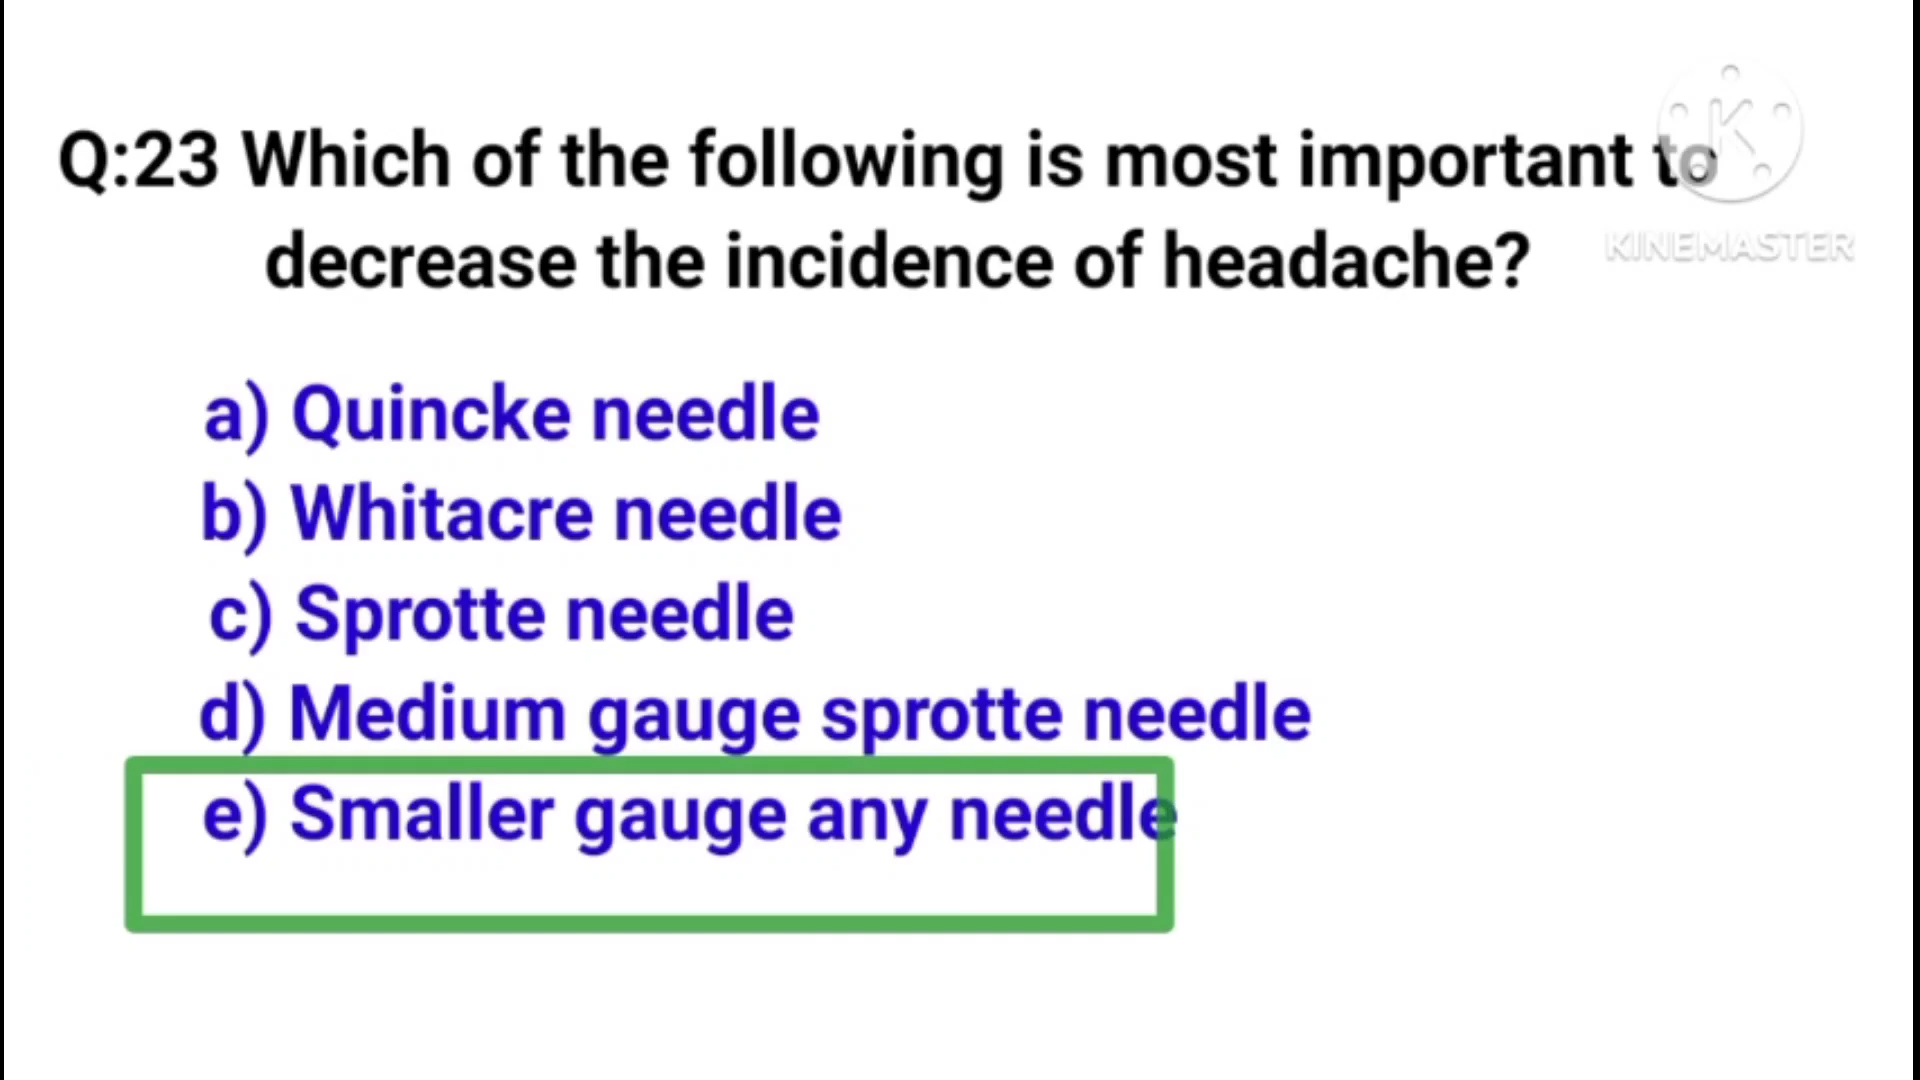 Q:23 Which of the following is most important to
decrease the incidence of headache?
KINEMASTER
a) Quincke needle
b) Whitacre needle
c) Sprotte needle
d) Medium gauge sprotte needle
e) Smaller gauge any needle